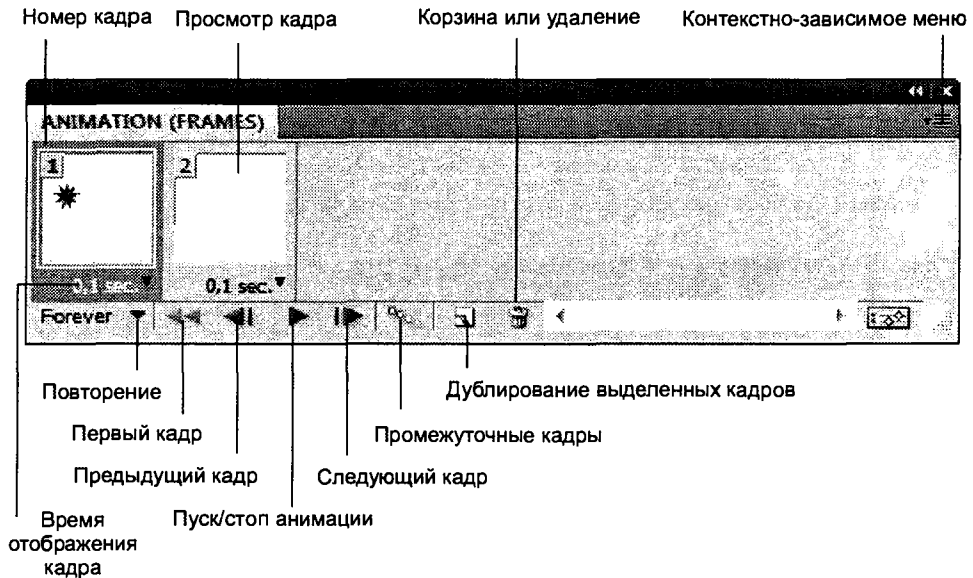 Номер кадра
Просмотр кадра
Корзина или удаление
Контекстно-зависимое меню
ANIMATION (FRAMES)
1
2
0,1 sec.
0,1 sec.
Forever
Повторение
Дублирование выделенных кадров
Первый кадр
Промежуточные кадры
Предыдущий кадр
Следующий кадр
Время
отображения
кадра
Пуск/стоп анимации